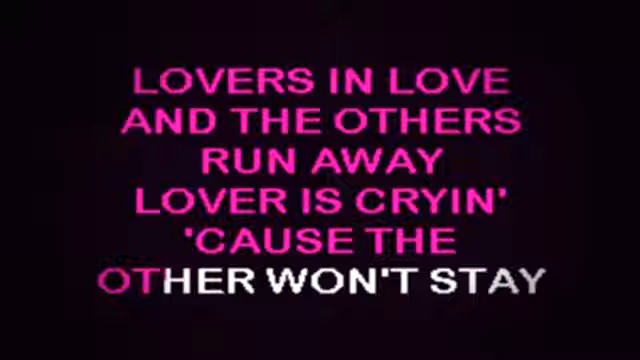 LOVERS IN LOVE
AND THE OTHERS
RUN AWAY
LOVER IS CRYIN'
'CAUSE THE
OTHER WON'T STAY